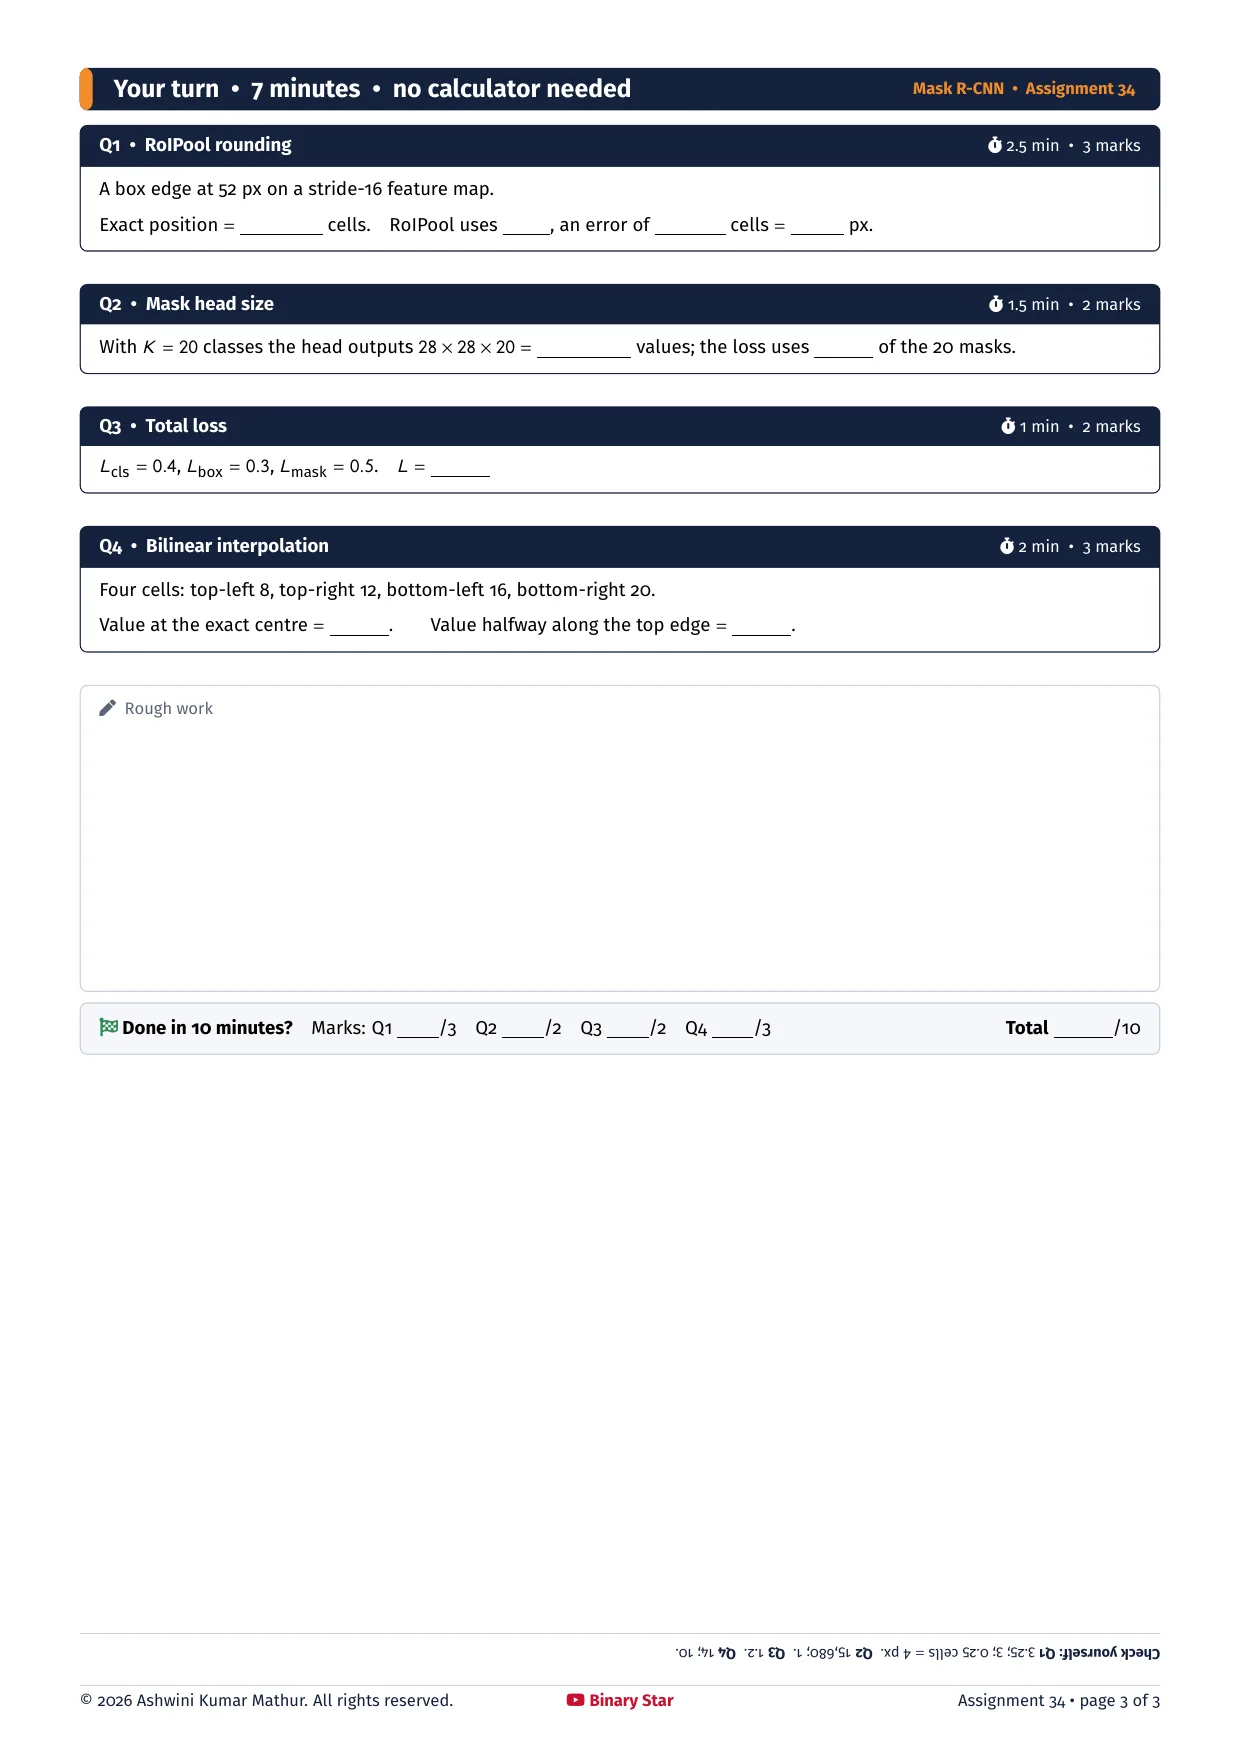 Your turn • 7 minutes • no calculator needed
Mask R-CNN • Assignment 34
Q1 • RoIPool rounding
2.5 min • 3 marks
A box edge at 52 px on a stride-16 feature map.
Exact position = ________ cells. RoIPool uses _____, an error of _______ cells = _____ px.
Q2 • Mask head size
1.5 min • 2 marks
With K = 20 classes the head outputs 28 × 28 × 20 = _________ values; the loss uses ______ of the 20 masks.
Q3 • Total loss
1 min • 2 marks
L_cls = 0.4, L_box = 0.3, L_mask = 0.5. L = ______
Q4 • Bilinear interpolation
2 min • 3 marks
Four cells: top-left 8, top-right 12, bottom-left 16, bottom-right 20.
Value at the exact centre = ______. Value halfway along the top edge = ______.
Rough work
Done in 10 minutes? Marks: Q1 ____/3 Q2 ____/2 Q3 ____/2 Q4 ____/3 Total ______/10
Check yourself: Q1 3.25; 3; 0.25 cells = 4 px. Q2 15,680; 1. Q3 1.2. Q4 14; 10.
© 2026 Ashwini Kumar Mathur. All rights reserved.
Binary Star
Assignment 34 • page 3 of 3